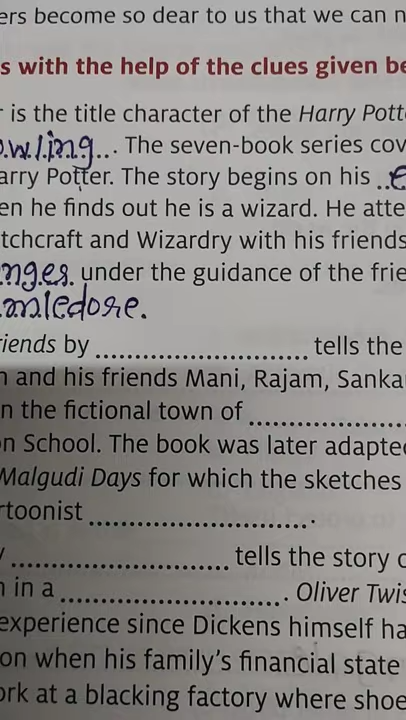 ers become so dear to us that we can n
s with the help of the clues given be
r is the title character of the Harry Pott
owling... The seven-book series cov
arry Potter. The story begins on his ..e
en he finds out he is a wizard. He atte
tchcraft and Wizardry with his friends
nges. under the guidance of the frie
mledore.
iends by .............................. tells the
n and his friends Mani, Rajam, Sanka
n the fictional town of ......................
on School. The book was later adapte
Malgudi Days for which the sketches
rtoonist ...............................
y .............................. tells the story o
n in a ............................... . Oliver Twis
experience since Dickens himself ha
on when his family's financial state
ork at a blacking factory where shoe